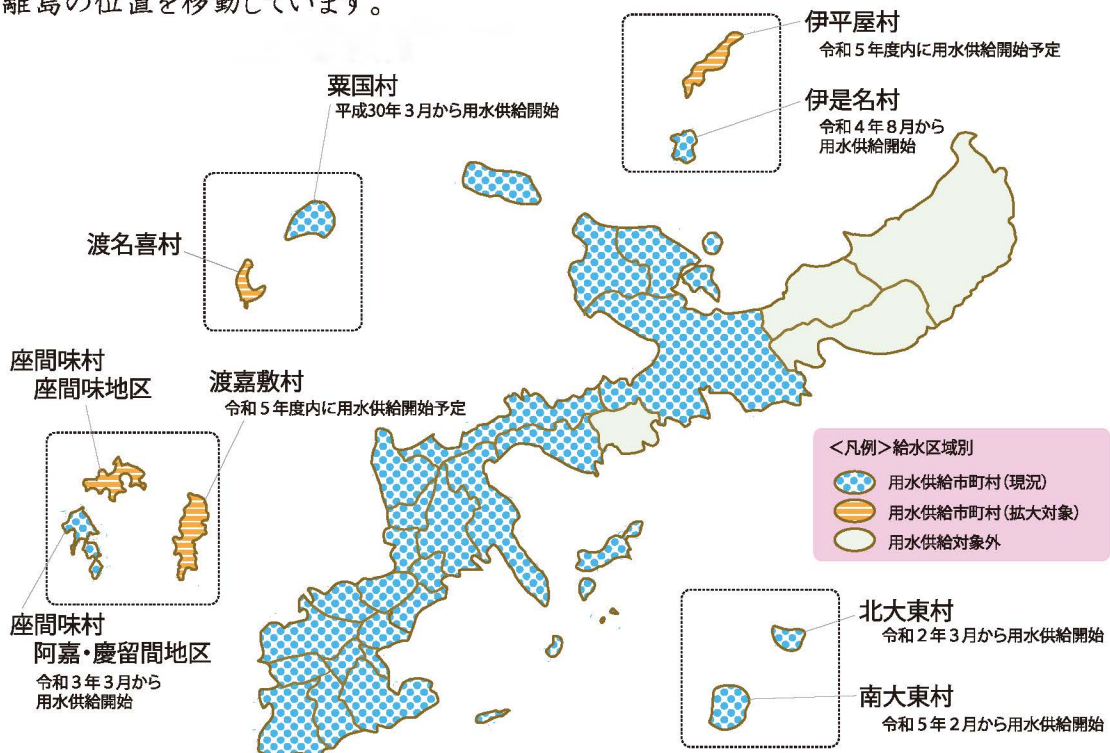 離島の位置を移動しています。
伊平屋村
令和5年度内に用水供給開始予定
伊是名村
令和4年8月から
用水供給開始
粟国村
平成30年3月から用水供給開始
渡名喜村
座間味村
座間味地区
渡嘉敷村
令和5年度内に用水供給開始予定
<凡例>給水区域別
用水供給市町村(現況)
用水供給市町村(拡大対象)
用水供給対象外
座間味村
阿嘉・慶留間地区
令和3年3月から
用水供給開始
北大東村
令和2年3月から用水供給開始
南大東村
令和5年2月から用水供給開始